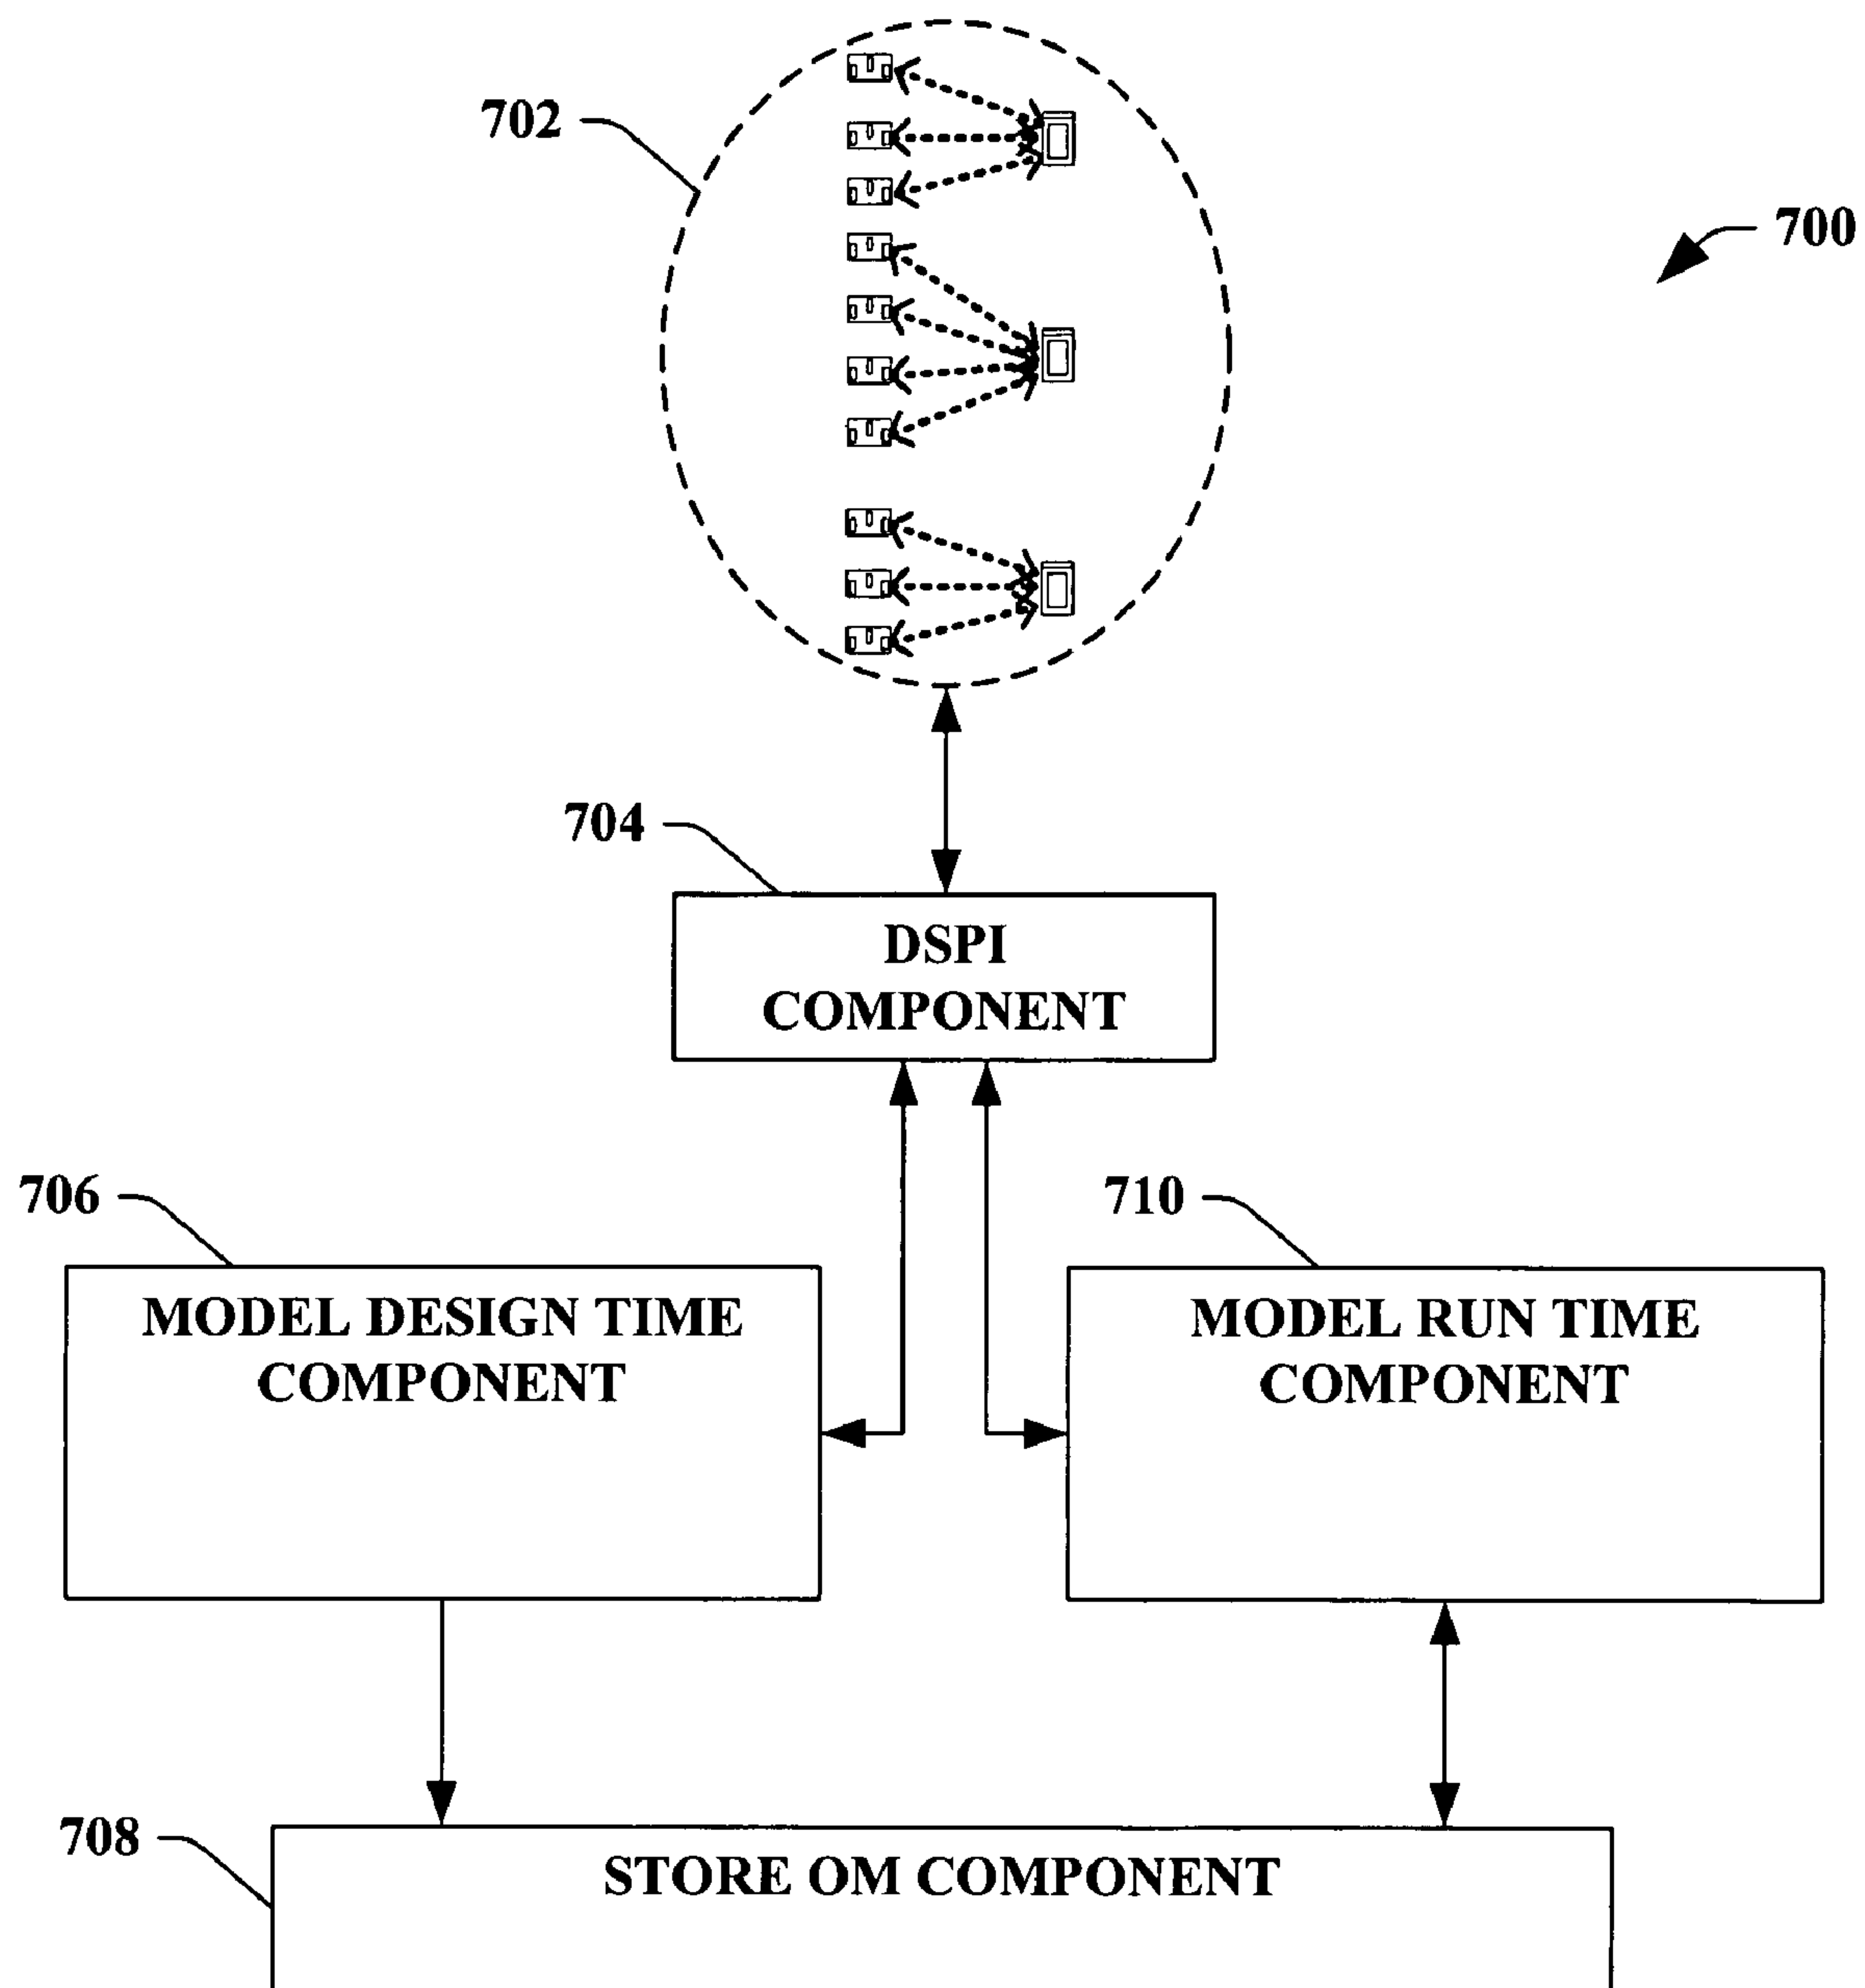 702
700
704
DSPI
COMPONENT
706
710
MODEL DESIGN TIME
COMPONENT
MODEL RUN TIME
COMPONENT
708
STORE OM COMPONENT